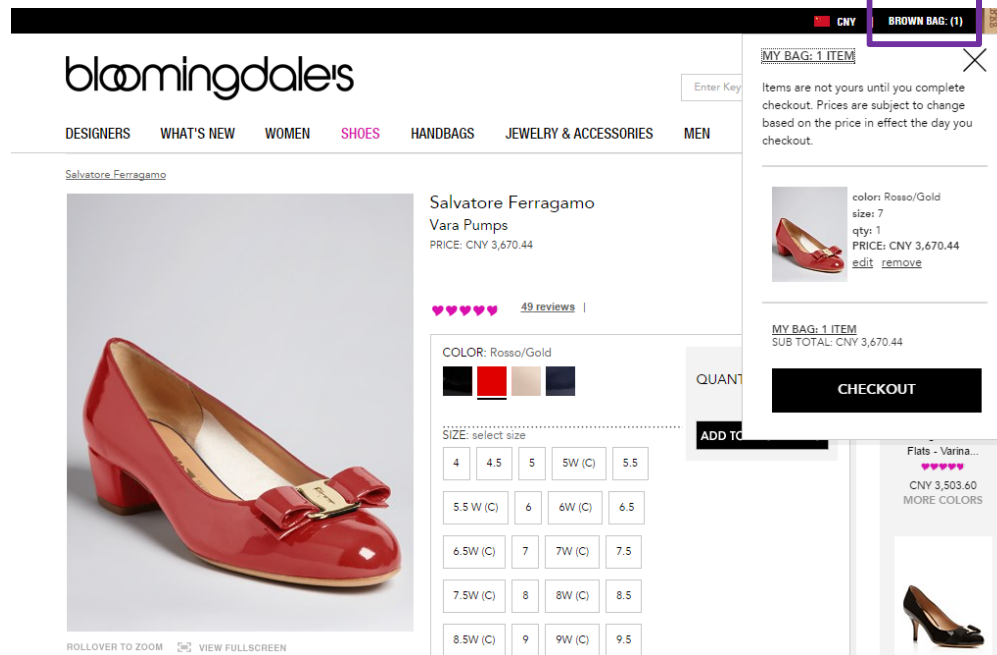 CNY | BROWN BAG: (1)
bloomingdale's
Enter Key
DESIGNERS WHAT'S NEW WOMEN SHOES HANDBAGS JEWELRY & ACCESSORIES MEN
MY BAG: 1 ITEM
Items are not yours until you complete
checkout. Prices are subject to change
based on the price in effect the day you
checkout.
color: Rosso/Gold
size: 7
qty: 1
PRICE: CNY 3,670.44
edit remove
MY BAG: 1 ITEM
SUB TOTAL: CNY 3,670.44
CHECKOUT
Salvatore Ferragamo
Salvatore Ferragamo
Vara Pumps
PRICE: CNY 3,670.44
49 reviews |
COLOR: Rosso/Gold
SIZE: select size
4 4.5 5 5W (C) 5.5
5.5 W (C) 6 6W (C) 6.5
6.5W (C) 7 7W (C) 7.5
7.5W (C) 8 8W (C) 8.5
8.5W (C) 9 9W (C) 9.5
QUANT
ADD TO
Flats - Varina...
CNY 3,503.60
MORE COLORS
ROLLOVER TO ZOOM VIEW FULLSCREEN